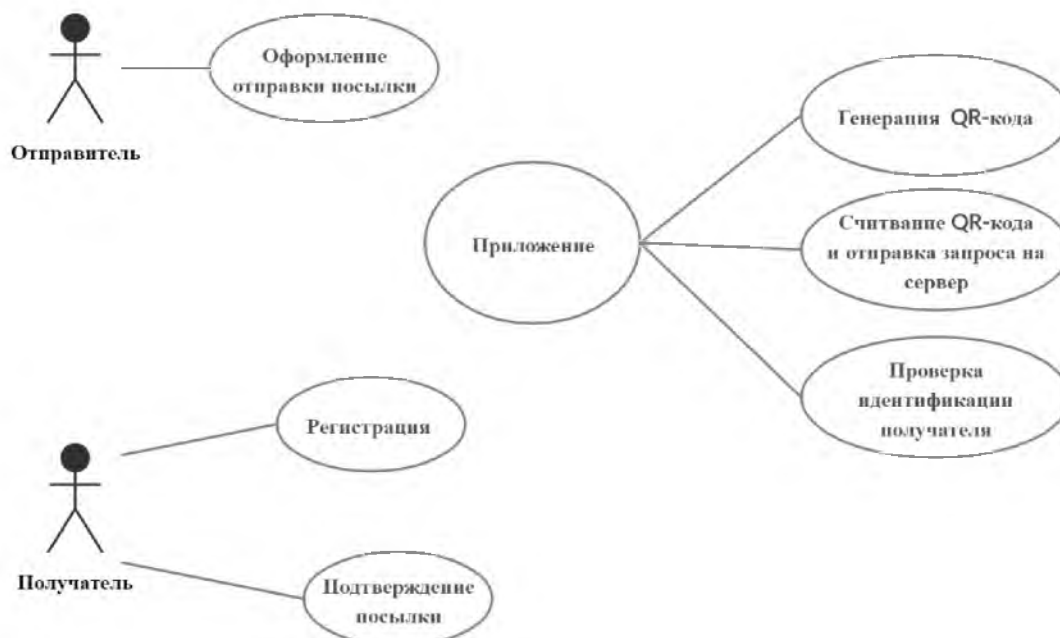 Оформление
отправки посылки
Отправитель
Генерация QR-кода
Считвание QR-кода
и отправка запроса на
сервер
Приложение
Проверка
идентификации
получателя
Регистрация
Получатель
Подтверждение
посылки